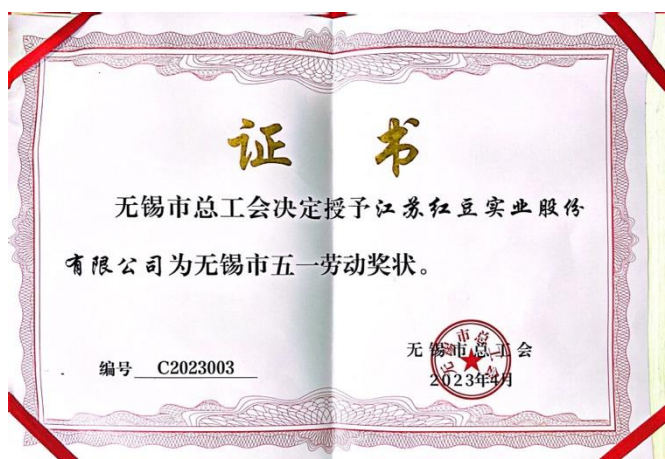 证书
无锡市总工会决定授予江苏红豆实业股份
有限公司为无锡市五一劳动奖状。
编号 C2023003
无锡市总工会
2023年4月